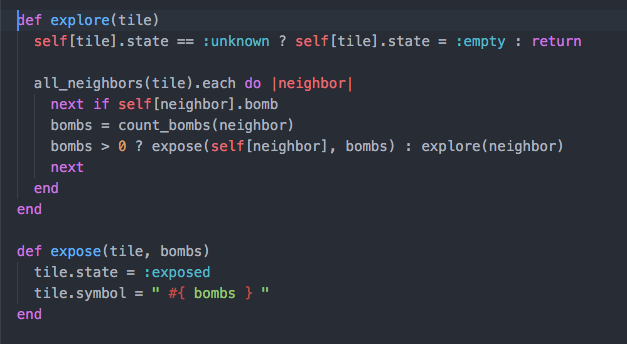 def explore(tile)
  self[tile].state == :unknown ? self[tile].state = :empty : return

  all_neighbors(tile).each do |neighbor|
    next if self[neighbor].bomb
    bombs = count_bombs(neighbor)
    bombs > 0 ? expose(self[neighbor], bombs) : explore(neighbor)
    next
  end
end

def expose(tile, bombs)
  tile.state = :exposed
  tile.symbol = " #{ bombs } "
end